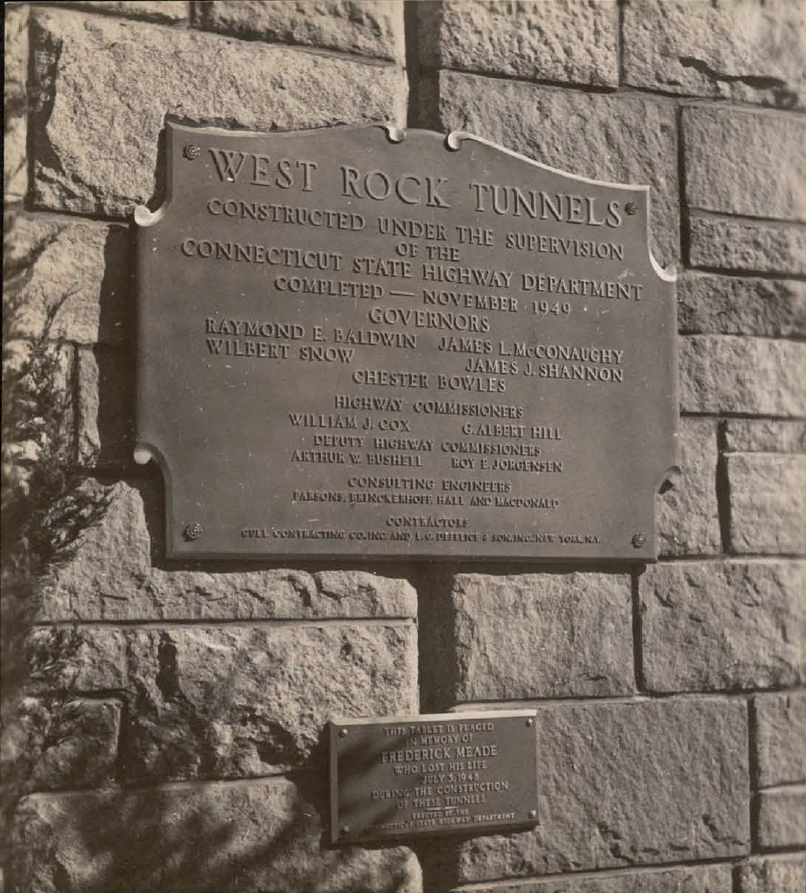 WEST ROCK TUNNELS
CONSTRUCTED UNDER THE SUPERVISION
OF THE
CONNECTICUT STATE HIGHWAY DEPARTMENT
COMPLETED — NOVEMBER 1949
GOVERNORS
RAYMOND E. BALDWIN JAMES L. McCONAUGHY
WILBERT SNOW JAMES J. SHANNON
CHESTER BOWLES
HIGHWAY COMMISSIONERS
WILLIAM J. COX G. ALBERT HILL
DEPUTY HIGHWAY COMMISSIONERS
ARTHUR W. BUSHELL ROY E. JORGENSEN
CONSULTING ENGINEERS
PARSONS, BRINCKERHOFF, HALL AND MACDONALD
CONTRACTORS
GULL CONTRACTING CO., INC. AND L. G. DEFELICE & SON, INC. NEW YORK, N.Y.
THIS TABLET IS PLACED
IN MEMORY OF
FREDERICK MEADE
WHO LOST HIS LIFE
JULY 3, 1948
DURING THE CONSTRUCTION
OF THESE TUNNELS
ERECTED BY THE
CONNECTICUT STATE HIGHWAY DEPARTMENT